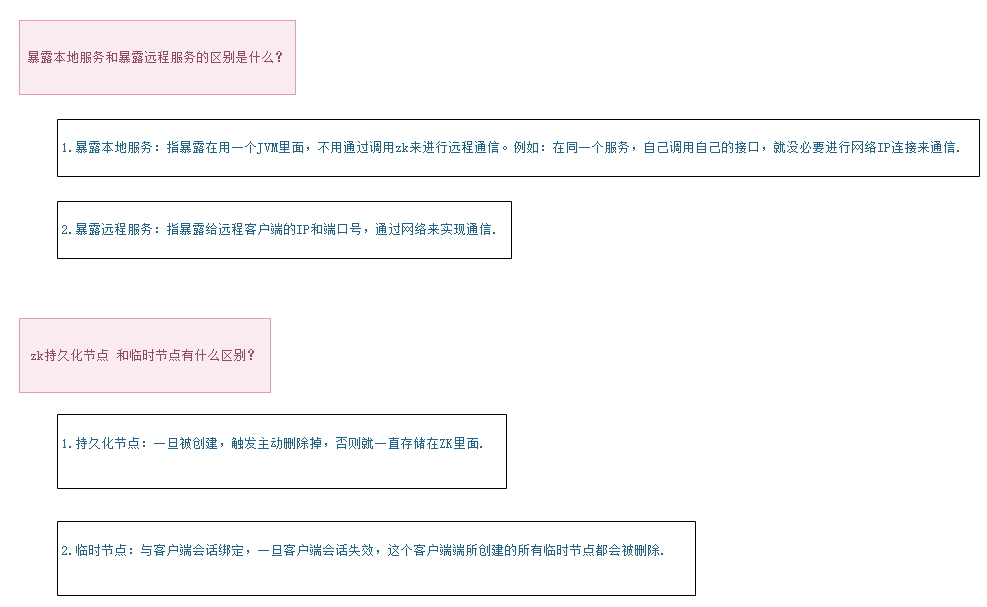 暴露本地服务和暴露远程服务的区别是什么？
1.暴露本地服务：指暴露在用一个JVM里面，不用通过调用zk来进行远程通信。例如：在同一个服务，自己调用自己的接口，就没必要进行网络IP连接来通信.
2.暴露远程服务：指暴露给远程客户端的IP和端口号，通过网络来实现通信.
zk持久化节点 和临时节点有什么区别？
1.持久化节点：一旦被创建，触发主动删除掉，否则就一直存储在ZK里面.
2.临时节点：与客户端会话绑定，一旦客户端会话失效，这个客户端端所创建的所有临时节点都会被删除.